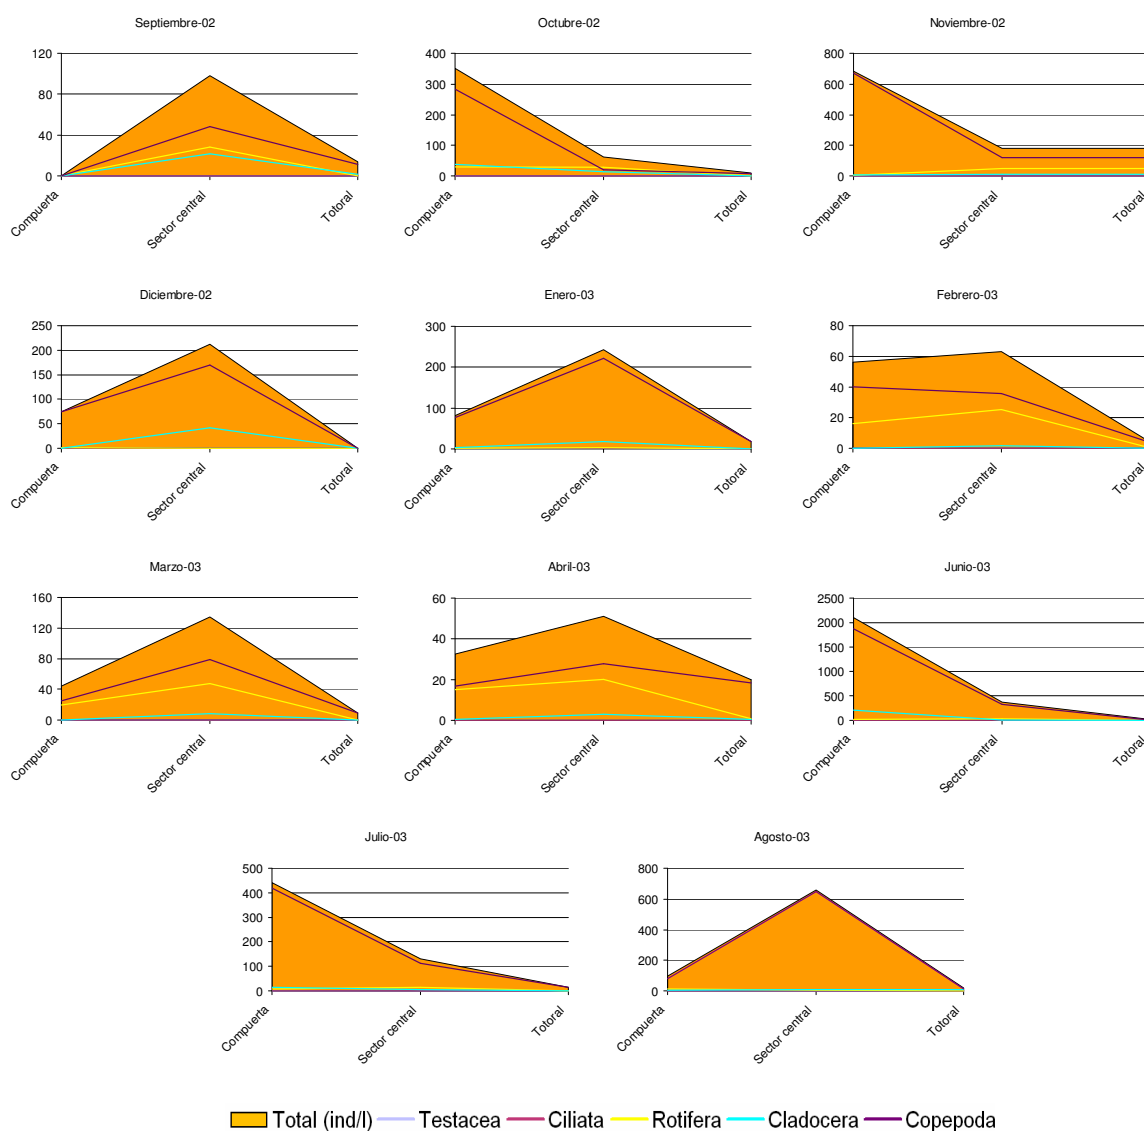 Septiembre-02
120
80
40
0
Compuerta
Sector central
Totoral
Octubre-02
400
300
200
100
0
Compuerta
Sector central
Totoral
Noviembre-02
800
600
400
200
0
Compuerta
Sector central
Totoral
Diciembre-02
250
200
150
100
50
0
Compuerta
Sector central
Totoral
Enero-03
300
200
100
0
Compuerta
Sector central
Totoral
Febrero-03
80
60
40
20
0
Compuerta
Sector central
Totoral
Marzo-03
160
120
80
40
0
Compuerta
Sector central
Totoral
Abril-03
60
40
20
0
Compuerta
Sector central
Totoral
Junio-03
2500
2000
1500
1000
500
0
Compuerta
Sector central
Totoral
Julio-03
500
400
300
200
100
0
Compuerta
Sector central
Totoral
Agosto-03
800
600
400
200
0
Compuerta
Sector central
Totoral
Total (ind/l) Testacea Ciliata Rotifera Cladocera Copepoda